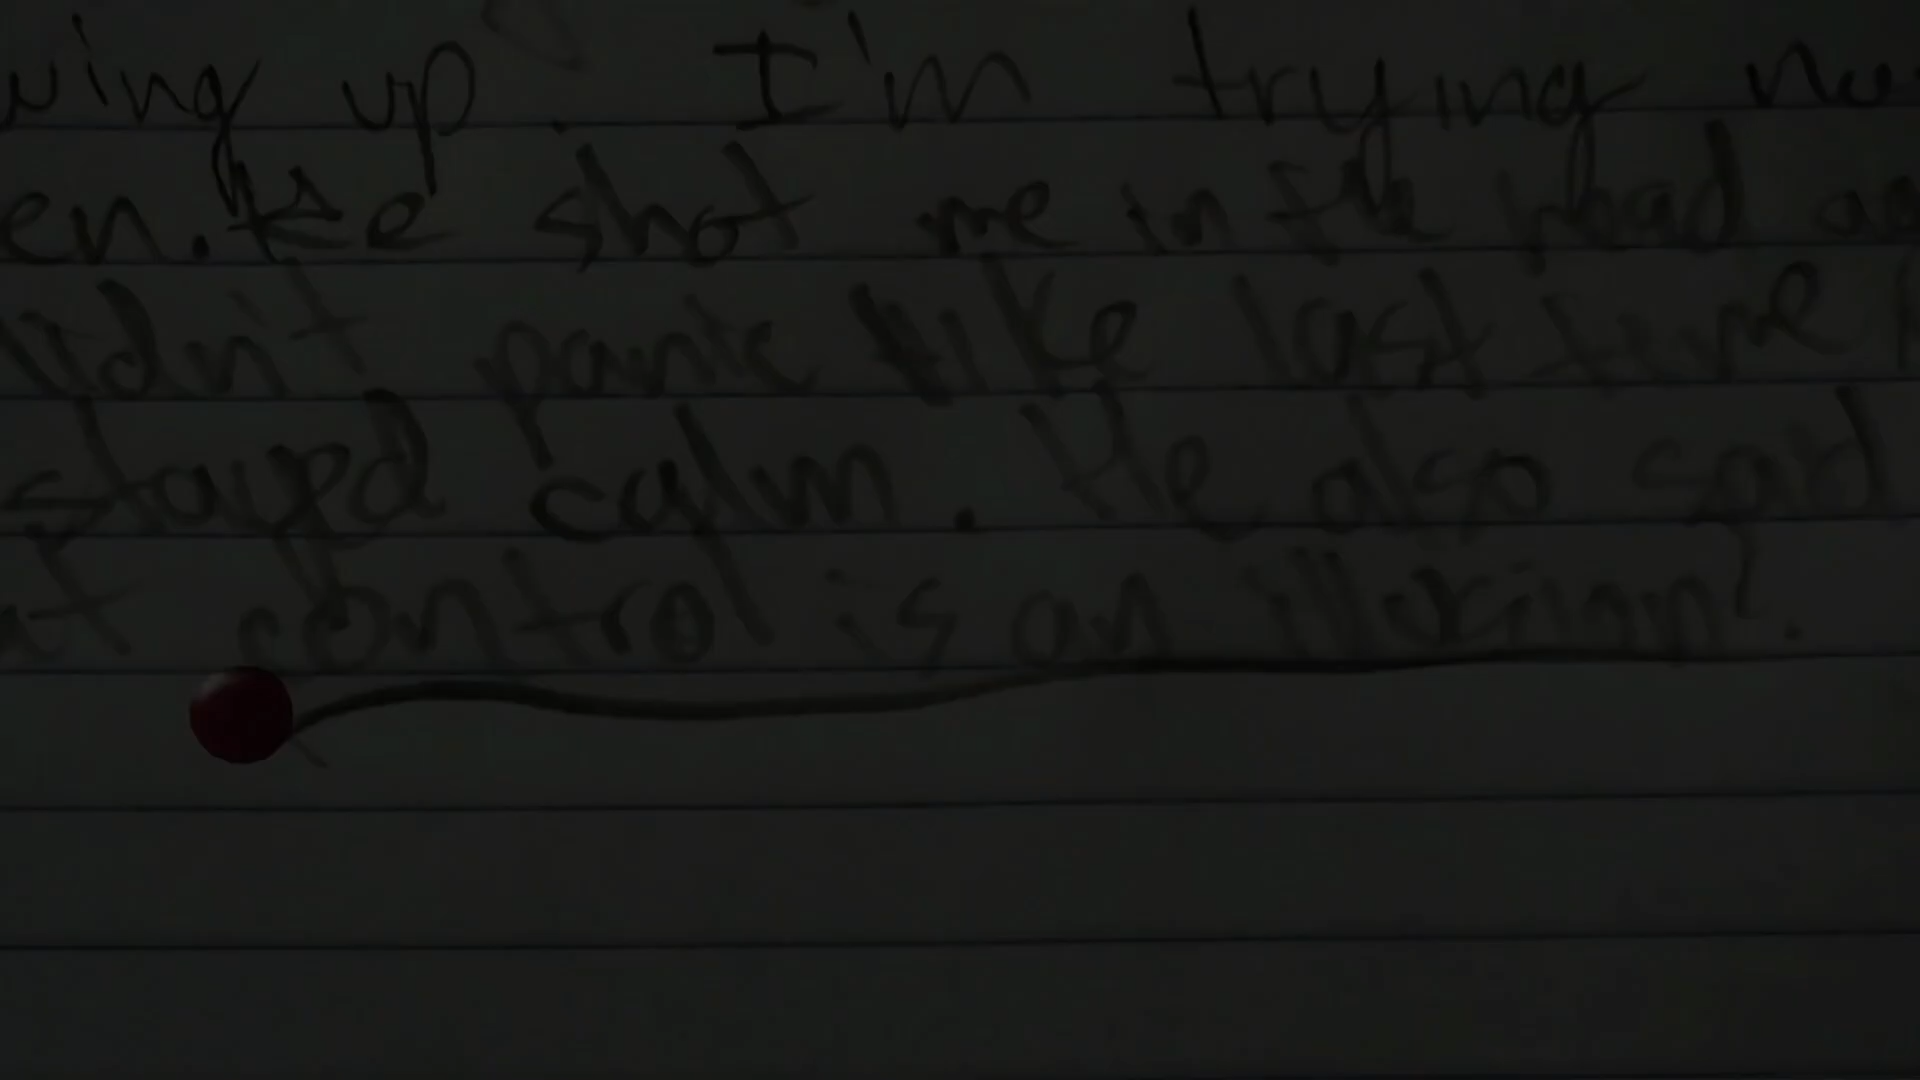 wing up. I'm trying
en. He shot me in the head
didn't panic like last time
stayed calm. He also said
at control is an illusion?.